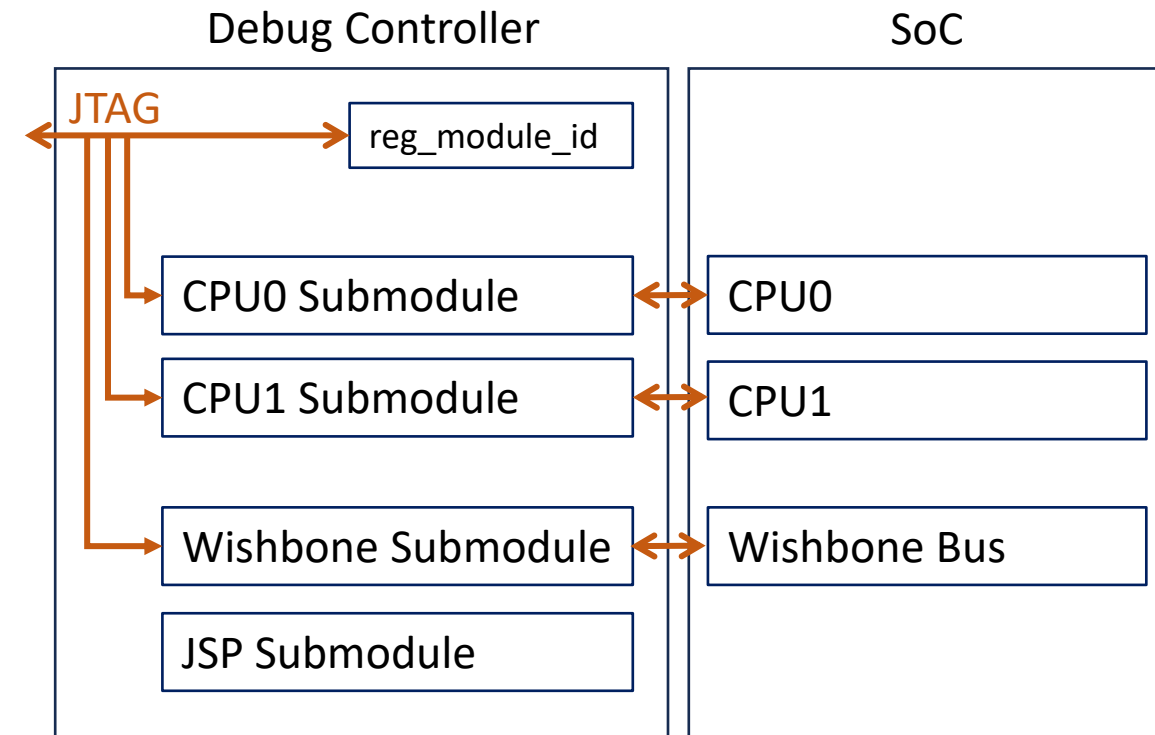 Debug Controller
SoC
JTAG
reg_module_id
CPU0 Submodule
CPU0
CPU1 Submodule
CPU1
Wishbone Submodule
Wishbone Bus
JSP Submodule